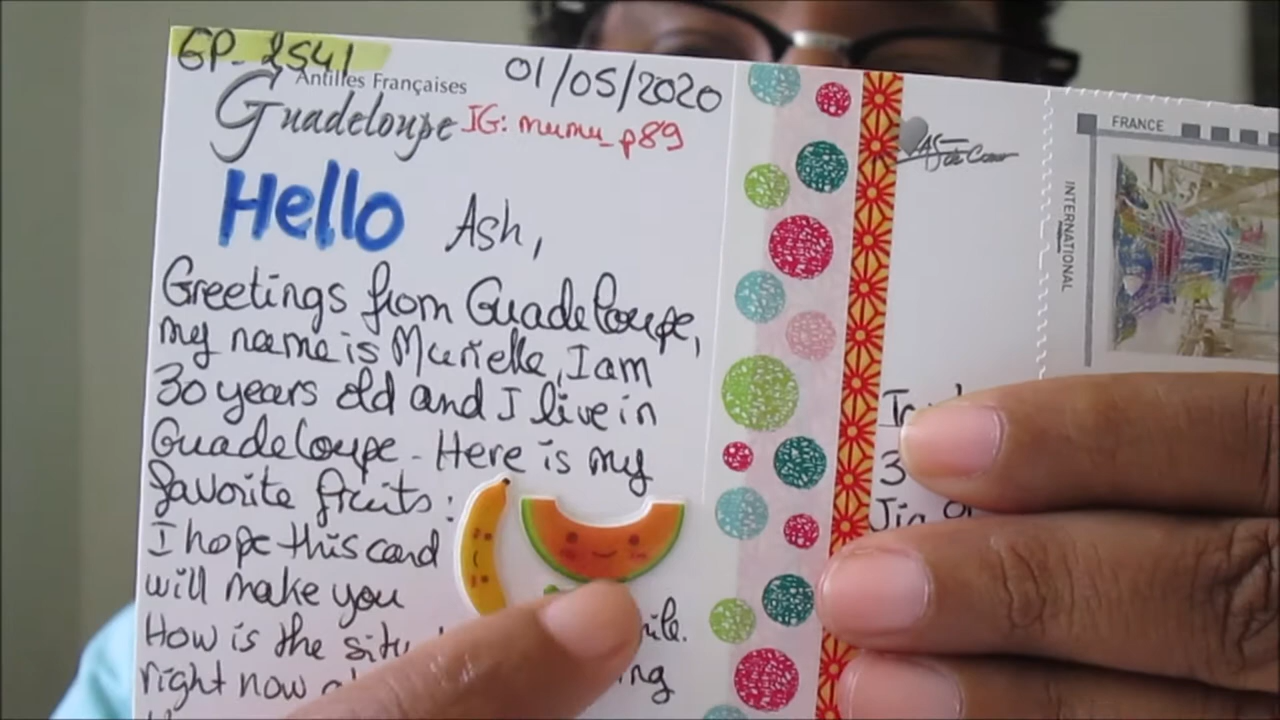 GP-2541
Antilles Françaises
Guadeloupe
01/05/2020
IG: mumu_p89
Hello Ash,
Greetings from Guadeloupe,
my name is Murielle, I am
30 years old and I live in
Guadeloupe - Here is my
favorite fruits :
I hope this card
will make you
How is the
right now
FRANCE
INTERNATIONAL